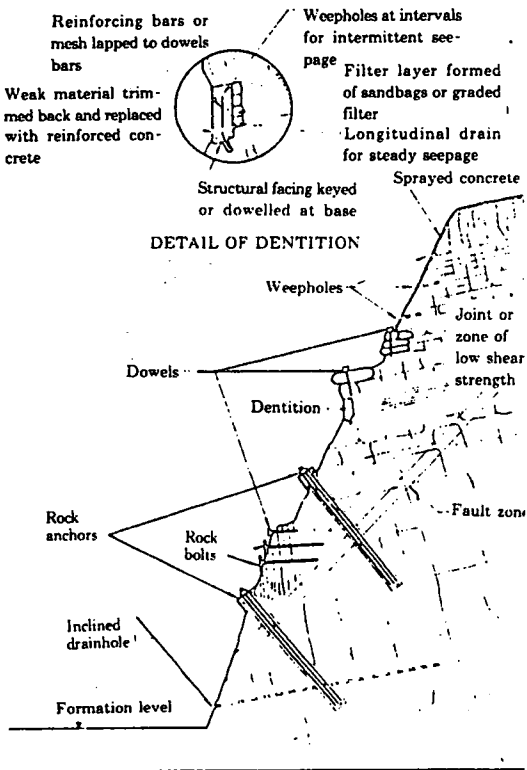 Reinforcing bars or
mesh lapped to dowels
bars
Weak material trim-
med back and replaced
with reinforced con-
crete
Weepholes at intervals
for intermittent see-
page
Filter layer formed
of sandbags or graded
filter
Longitudinal drain
for steady seepage
Structural facing keyed
or dowelled at base
DETAIL OF DENTITION
Sprayed concrete
Weepholes
Joint or
zone of
low shear
strength
Dowels
Dentition
Fault zone
Rock
anchors
Rock
bolts
Inclined
drainhole
Formation level